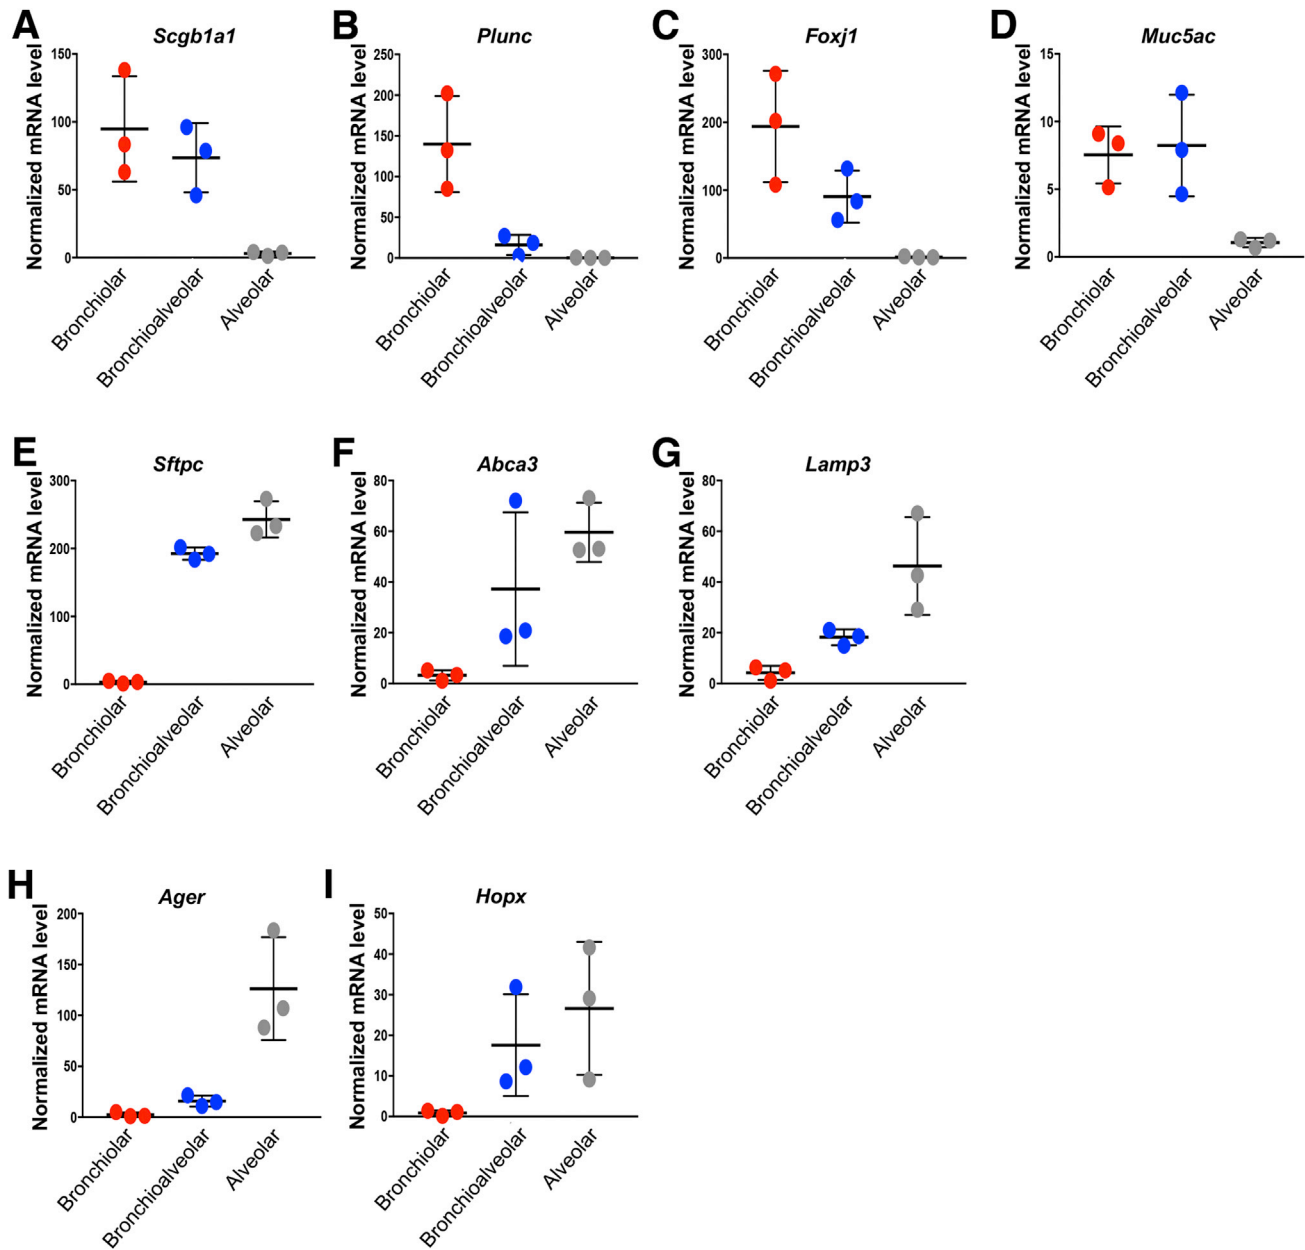 A
Scgb1a1
Normalized mRNA level
150
100
50
0
Bronchiolar
Bronchioalveolar
Alveolar
B
Plunc
Normalized mRNA level
250
200
150
100
50
0
Bronchiolar
Bronchioalveolar
Alveolar
C
Foxj1
Normalized mRNA level
300
200
100
0
Bronchiolar
Bronchioalveolar
Alveolar
D
Muc5ac
Normalized mRNA level
15
10
5
0
Bronchiolar
Bronchioalveolar
Alveolar
E
Sftpc
Normalized mRNA level
300
200
100
0
Bronchiolar
Bronchioalveolar
Alveolar
F
Abca3
Normalized mRNA level
80
60
40
20
0
Bronchiolar
Bronchioalveolar
Alveolar
G
Lamp3
Normalized mRNA level
80
60
40
20
0
Bronchiolar
Bronchioalveolar
Alveolar
H
Ager
Normalized mRNA level
200
150
100
50
0
Bronchiolar
Bronchioalveolar
Alveolar
I
Hopx
Normalized mRNA level
50
40
30
20
10
0
Bronchiolar
Bronchioalveolar
Alveolar